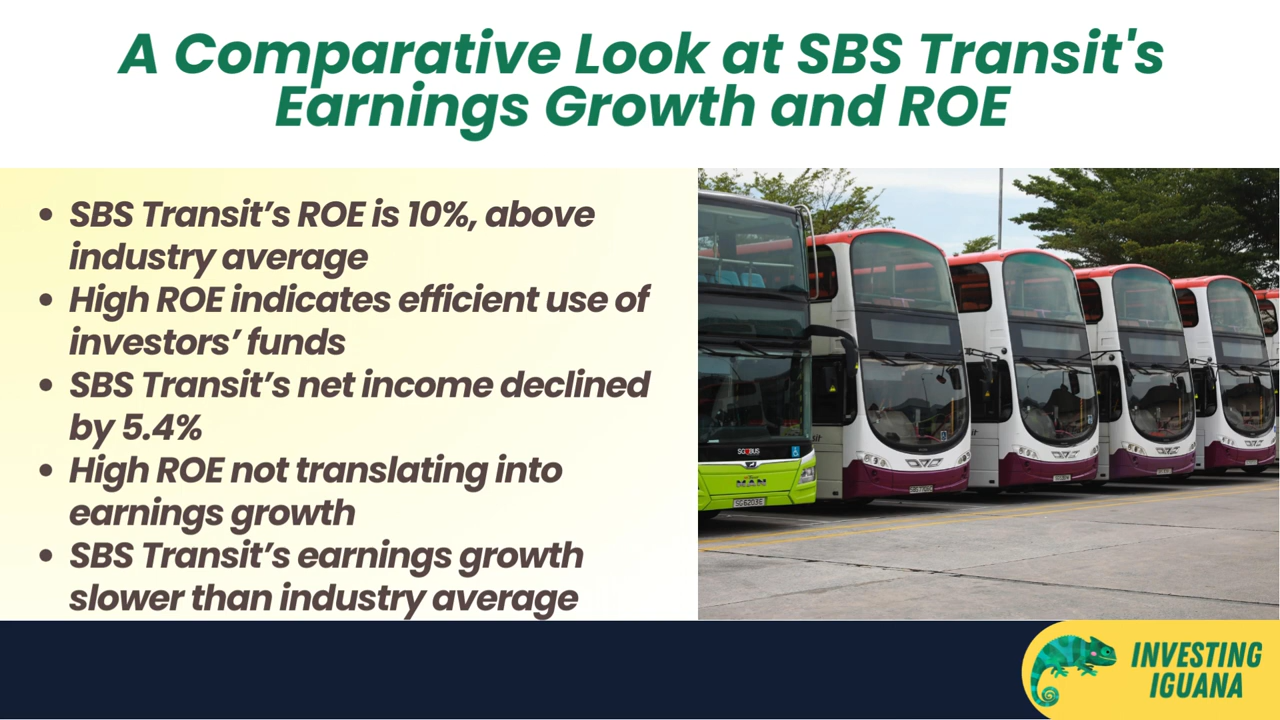 A Comparative Look at SBS Transit's
Earnings Growth and ROE
• SBS Transit’s ROE is 10%, above
industry average
• High ROE indicates efficient use of
investors’ funds
• SBS Transit’s net income declined
by 5.4%
• High ROE not translating into
earnings growth
• SBS Transit’s earnings growth
slower than industry average
MAN
INVESTING
IGUANA